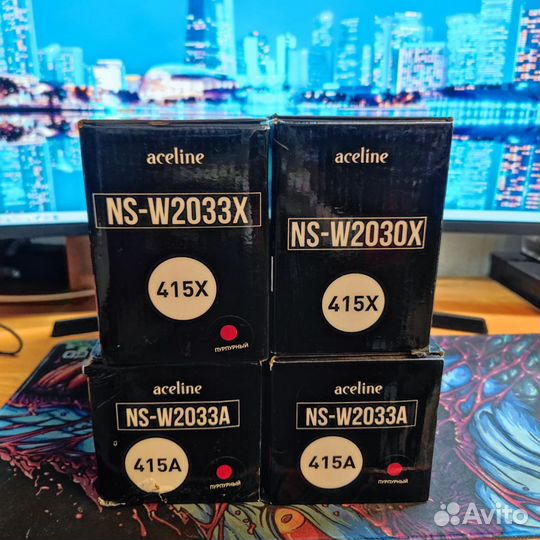 aceline
NS-W2033X
415X
ПУРПУРНЫЙ
aceline
NS-W2030X
415X
aceline
NS-W2033A
415A
ПУРПУРНЫЙ
aceline
NS-W2033A
415A
ПУРПУРНЫЙ
Avito